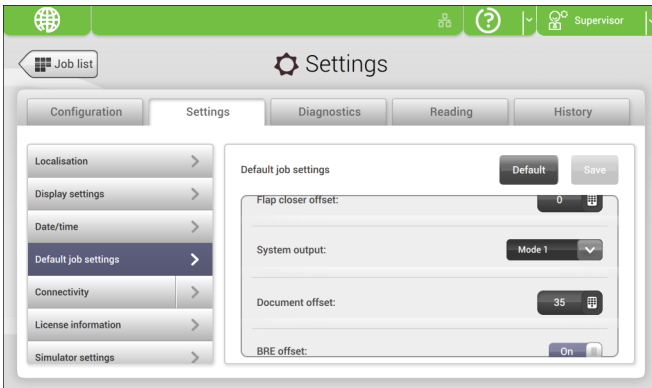 Supervisor
Job list
Settings
Configuration
Settings
Diagnostics
Reading
History
Localisation
Display settings
Date/time
Default job settings
Connectivity
License information
Simulator settings
Default job settings
Default
Save
Flap closer offset:
0
System output:
Mode 1
Document offset:
35
BRE offset:
On